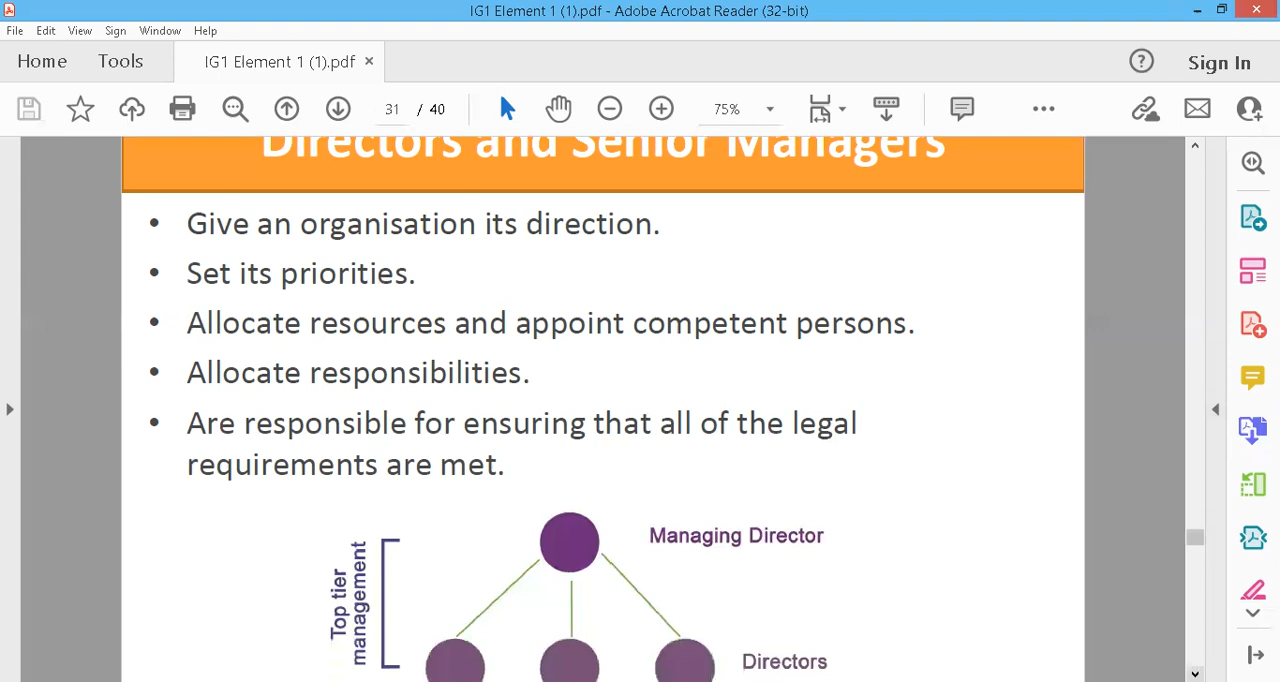 IG1 Element 1 (1).pdf - Adobe Acrobat Reader (32-bit)
File Edit View Sign Window Help
Home Tools IG1 Element 1 (1).pdf × ? Sign In
31 / 40 75%
Directors and Senior Managers
• Give an organisation its direction.
• Set its priorities.
• Allocate resources and appoint competent persons.
• Allocate responsibilities.
• Are responsible for ensuring that all of the legal
requirements are met.
Managing Director
Top tier
management
Directors